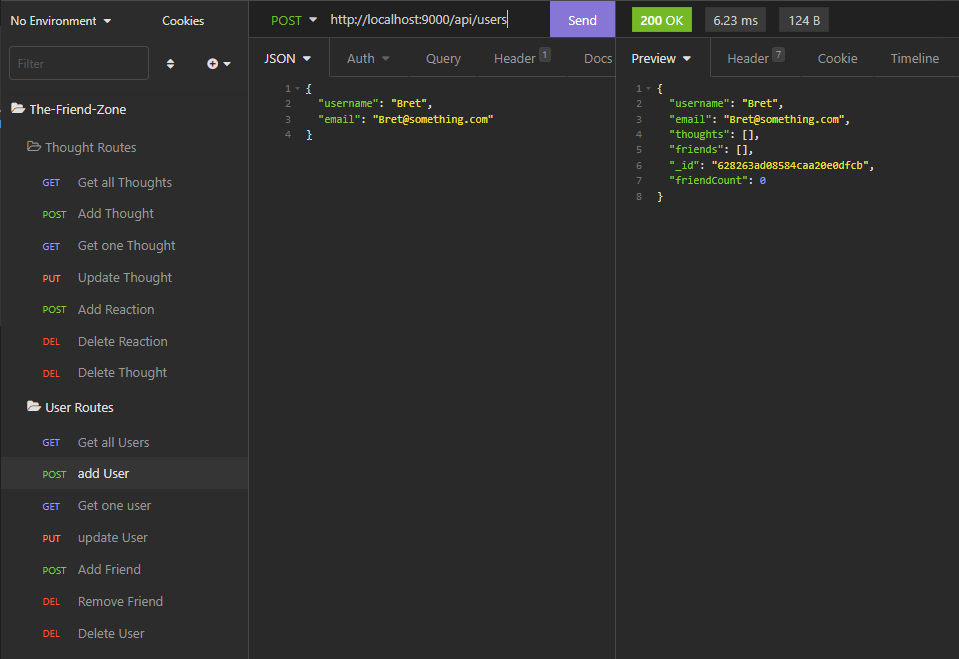 No Environment Cookies
Filter
The-Friend-Zone
Thought Routes
GET Get all Thoughts
POST Add Thought
GET Get one Thought
PUT Update Thought
POST Add Reaction
DEL Delete Reaction
DEL Delete Thought
User Routes
GET Get all Users
POST add User
GET Get one user
PUT update User
POST Add Friend
DEL Remove Friend
DEL Delete User
POST http://localhost:9000/api/users Send
JSON Auth Query Header 1 Docs
1 {
2 "username": "Bret",
3 "email": "Bret@something.com"
4 }
200 OK 6.23 ms 124 B
Preview Header 7 Cookie Timeline
1 {
2 "username": "Bret",
3 "email": "Bret@something.com",
4 "thoughts": [],
5 "friends": [],
6 "_id": "628263ad08584caa20e0dfcb",
7 "friendCount": 0
8 }